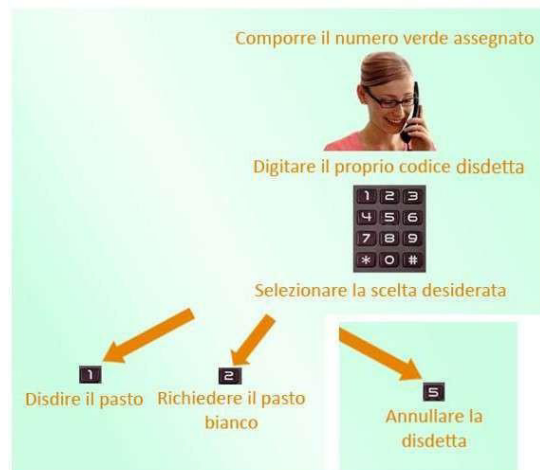 Comporre il numero verde assegnato
Digitare il proprio codice disdetta
1 2 3
4 5 6
7 8 9
* 0 #
Selezionare la scelta desiderata
1
Disdire il pasto
2
Richiedere il pasto
bianco
5
Annullare la
disdetta